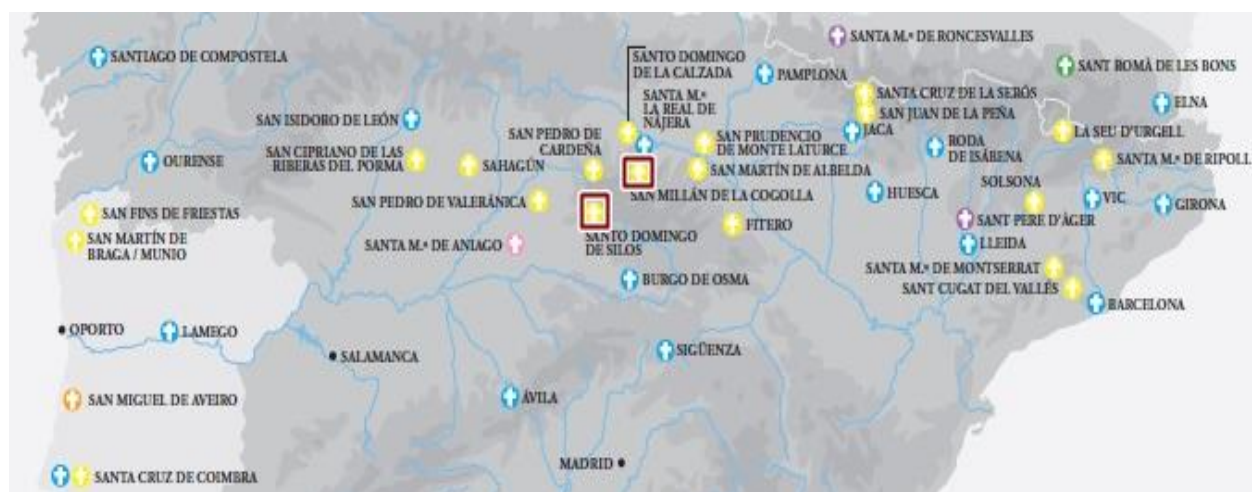 SANTIAGO DE COMPOSTELA
SANTO DOMINGO
DE LA CALZADA
SANTA M.ª DE RONCESVALLES
PAMPLONA
SANT ROMÀ DE LES BONS
SANTA M.ª
LA REAL DE
NÁJERA
SANTA CRUZ DE LA SERÓS
SAN JUAN DE LA PEÑA
ELNA
SAN ISIDORO DE LEÓN
SAN PEDRO DE
CARDEÑA
SAN PRUDENCIO
DE MONTE LATURCE
JACA
RODA
DE ISÁBENA
LA SEU D'URGELL
OURENSE
SAN CIPRIANO DE LAS
RIBERAS DEL PORMA
SAHAGÚN
SAN MARTÍN DE ALBELDA
SANTA M.ª DE RIPOLL
SAN MILLÁN DE LA COGOLLA
HUESCA
SOLSONA
VIC
GIRONA
SAN FINS DE FRIESTAS
SAN PEDRO DE VALERÁNICA
FITERO
SANT PERE D'ÀGER
SAN MARTÍN DE
BRAGA / MUNIO
SANTA M.ª DE ANIAGO
SANTO DOMINGO
DE SILOS
LLEIDA
SANTA M.ª DE MONTSERRAT
BURGO DE OSMA
SANT CUGAT DEL VALLÉS
BARCELONA
OPORTO
LAMEGO
SALAMANCA
SIGÜENZA
SAN MIGUEL DE AVEIRO
ÁVILA
MADRID
SANTA CRUZ DE COIMBRA